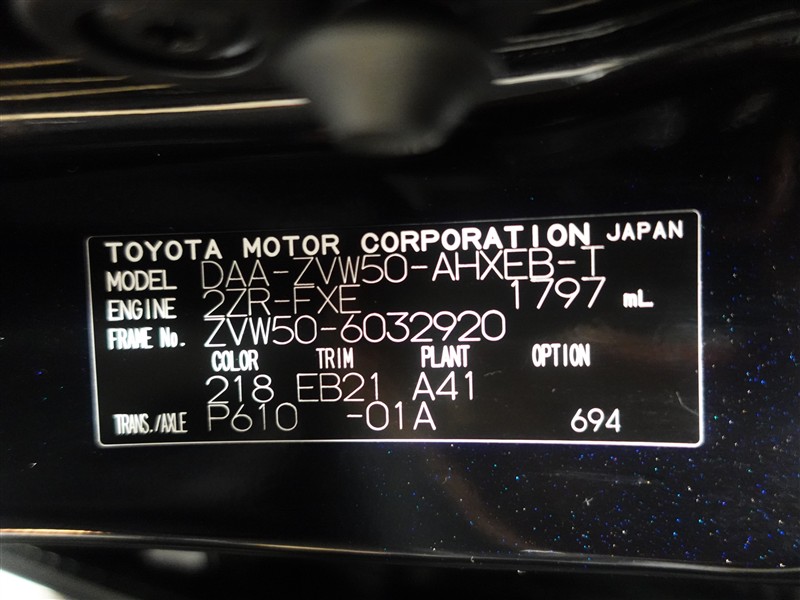 TOYOTA MOTOR CORPORATION JAPAN
MODEL DAA-ZVW50-AHXEB-T
ENGINE 2ZR-FXE 1797 mL
FRAME No. ZVW50-6032920
COLOR TRIM PLANT OPTION
218 EB21 A41
TRANS./AXLE P610 -01A 694